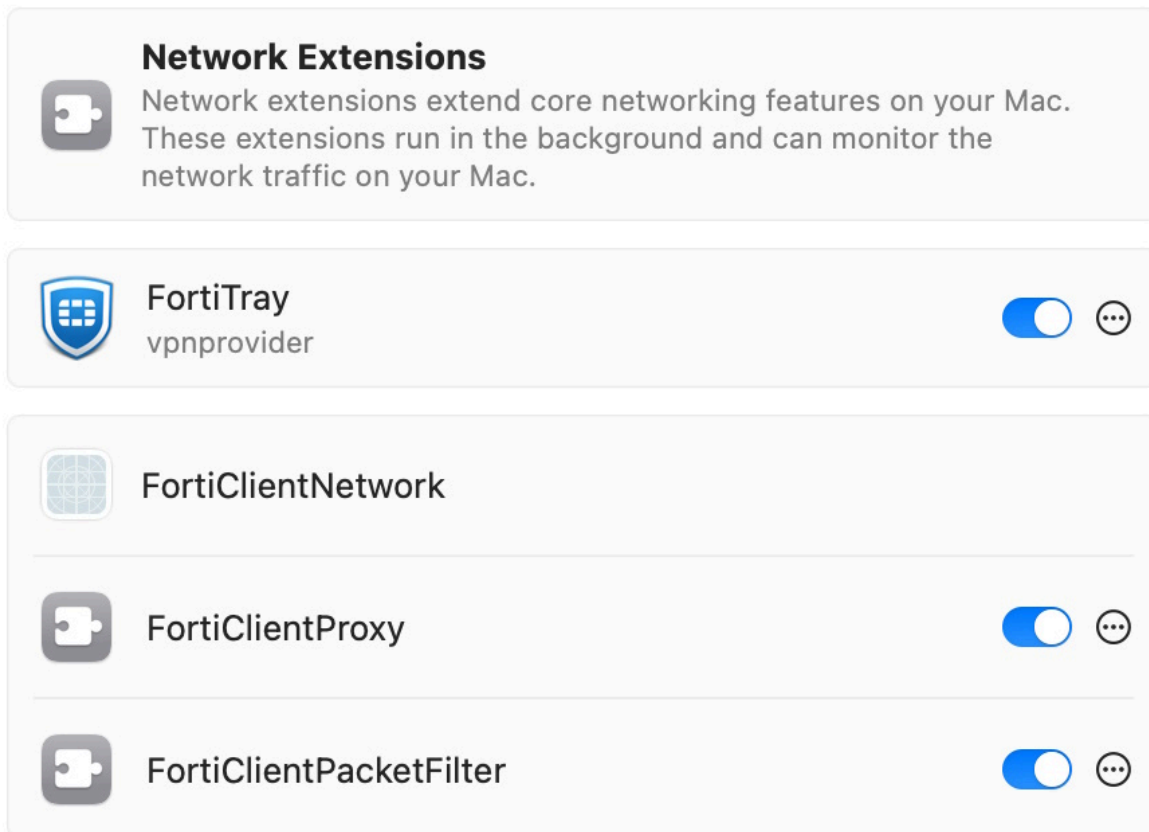 Network Extensions
Network extensions extend core networking features on your Mac.
These extensions run in the background and can monitor the
network traffic on your Mac.
FortiTray
vpnprovider
FortiClientNetwork
FortiClientProxy
FortiClientPacketFilter